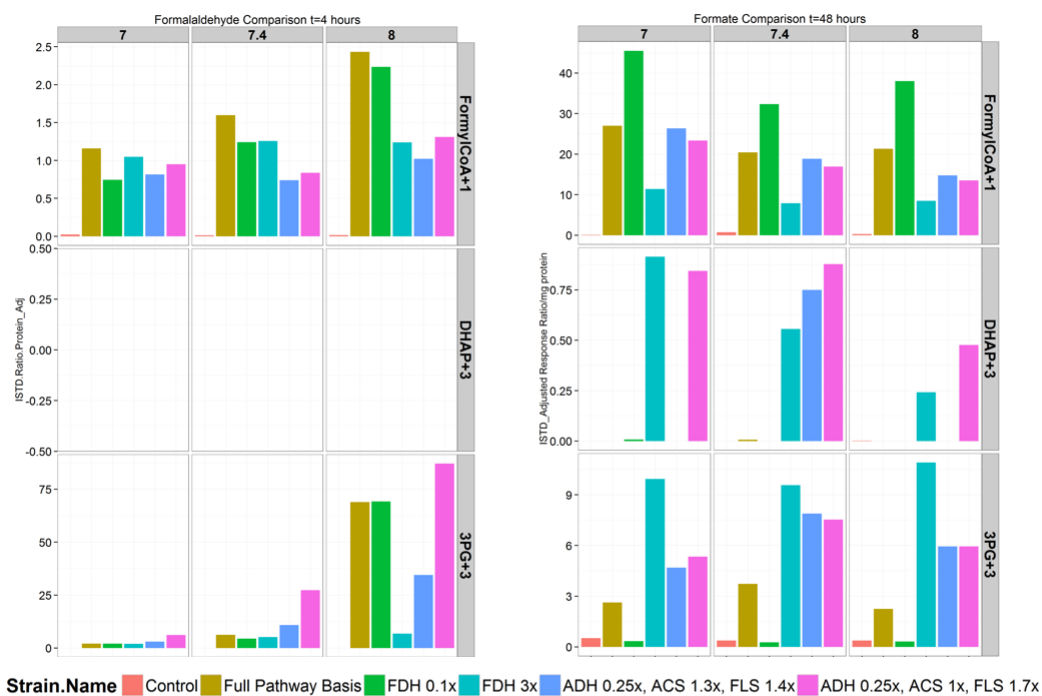 Formalaldehyde Comparison t=4 hours
7 7.4 8
2.5
2.0
1.5
1.0
0.5
0.0
FormylCoA+1
0.50
0.25
0.00
-0.25
-0.50
DHAP+3
ISTD.Ratio.Protein_Adj
75
50
25
0
3PG+3
Formate Comparison t=48 hours
7 7.4 8
40
30
20
10
0
FormylCoA+1
0.75
0.50
0.25
0.00
DHAP+3
ISTD_Adjusted Response Ratio/mg protein
9
6
3
0
3PG+3
Strain.Name Control Full Pathway Basis FDH 0.1x FDH 3x ADH 0.25x, ACS 1.3x, FLS 1.4x ADH 0.25x, ACS 1x, FLS 1.7x